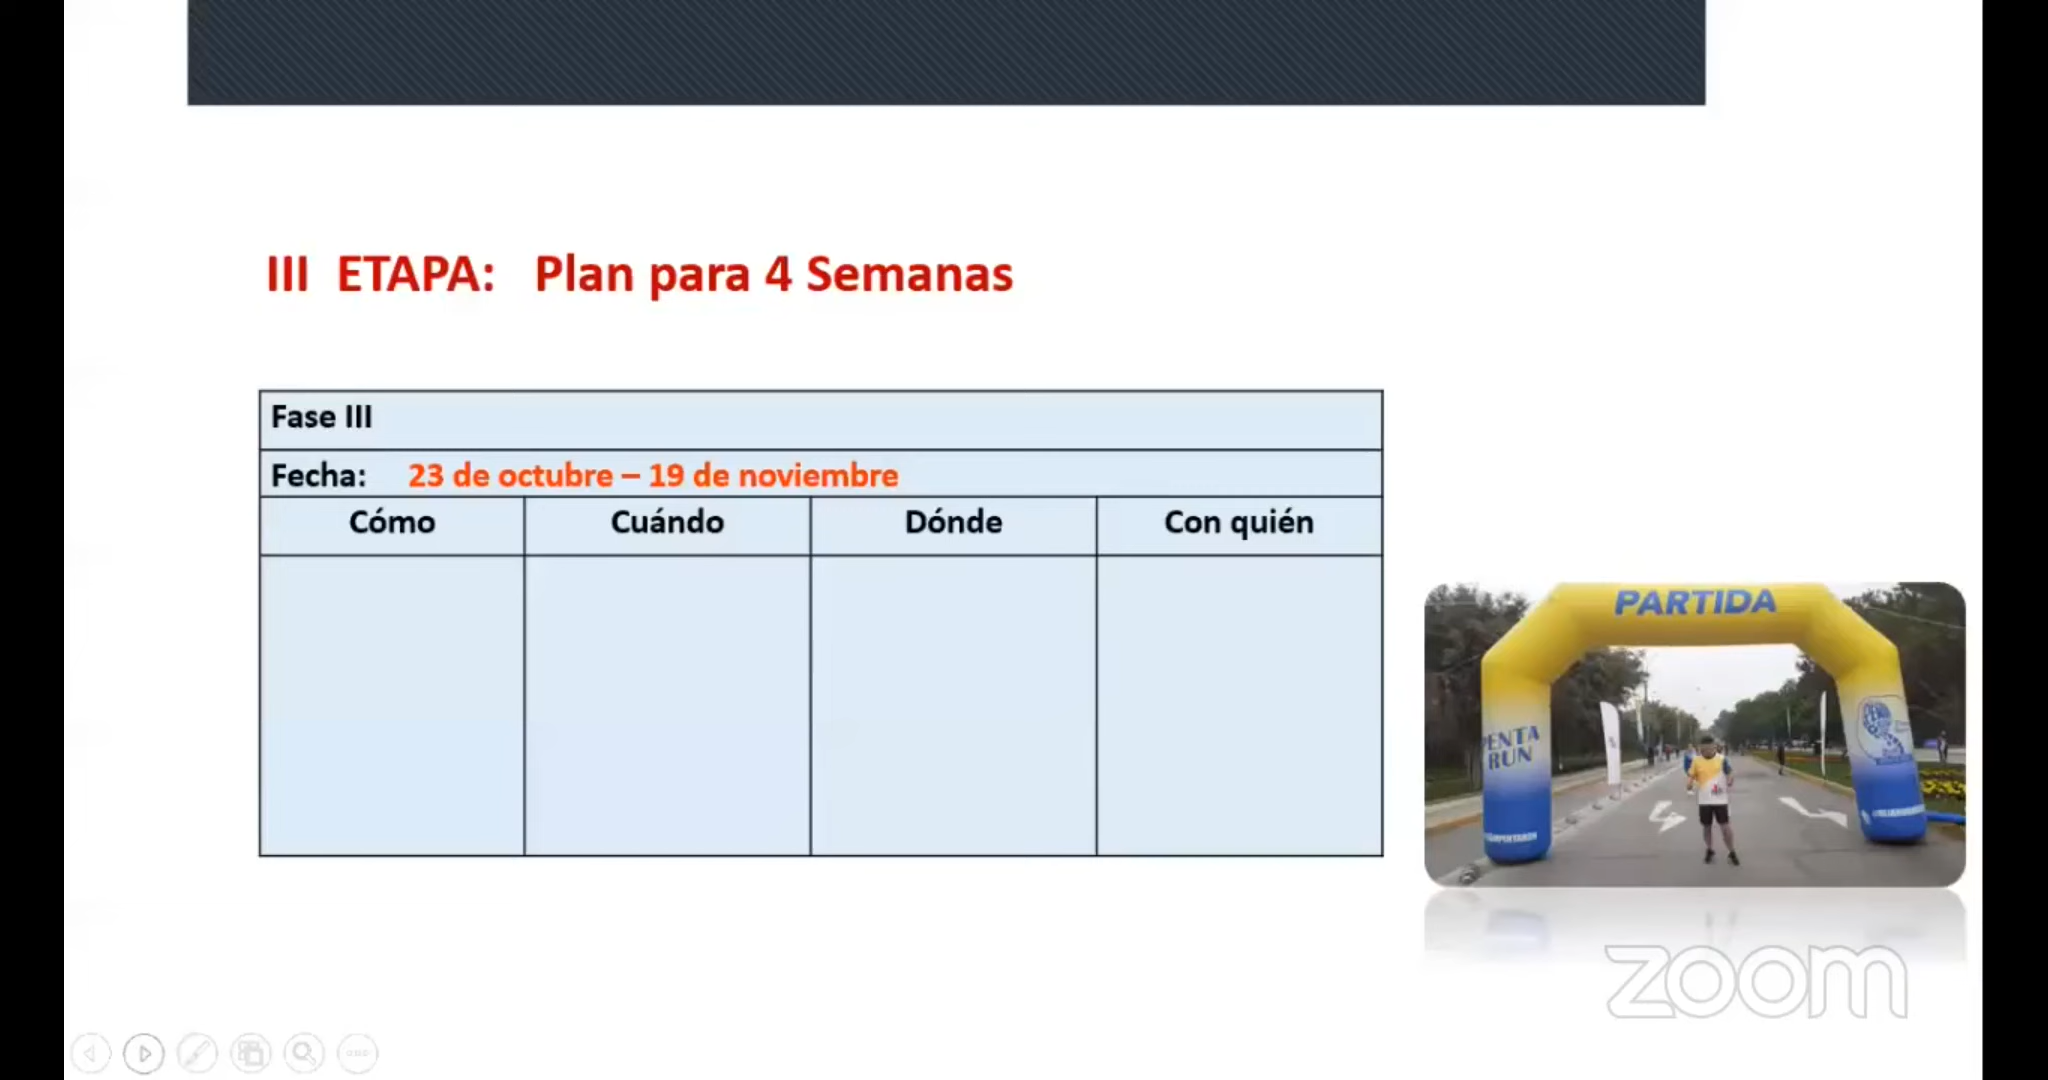 III ETAPA: Plan para 4 Semanas
Fase III
Fecha: 23 de octubre – 19 de noviembre
Cómo Cuándo Dónde Con quién
PARTIDA
PENTA
RUN
zoom